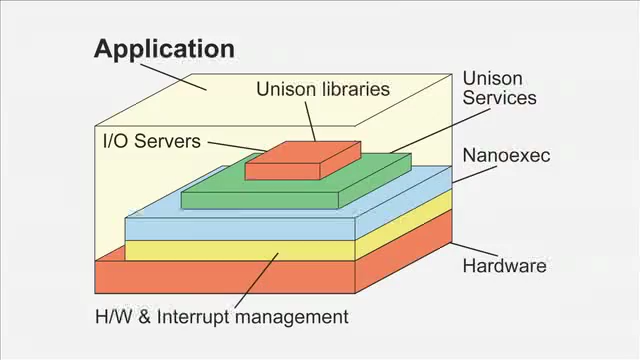 Application
Unison libraries
Unison
Services
I/O Servers
Nanoexec
Hardware
H/W & Interrupt management